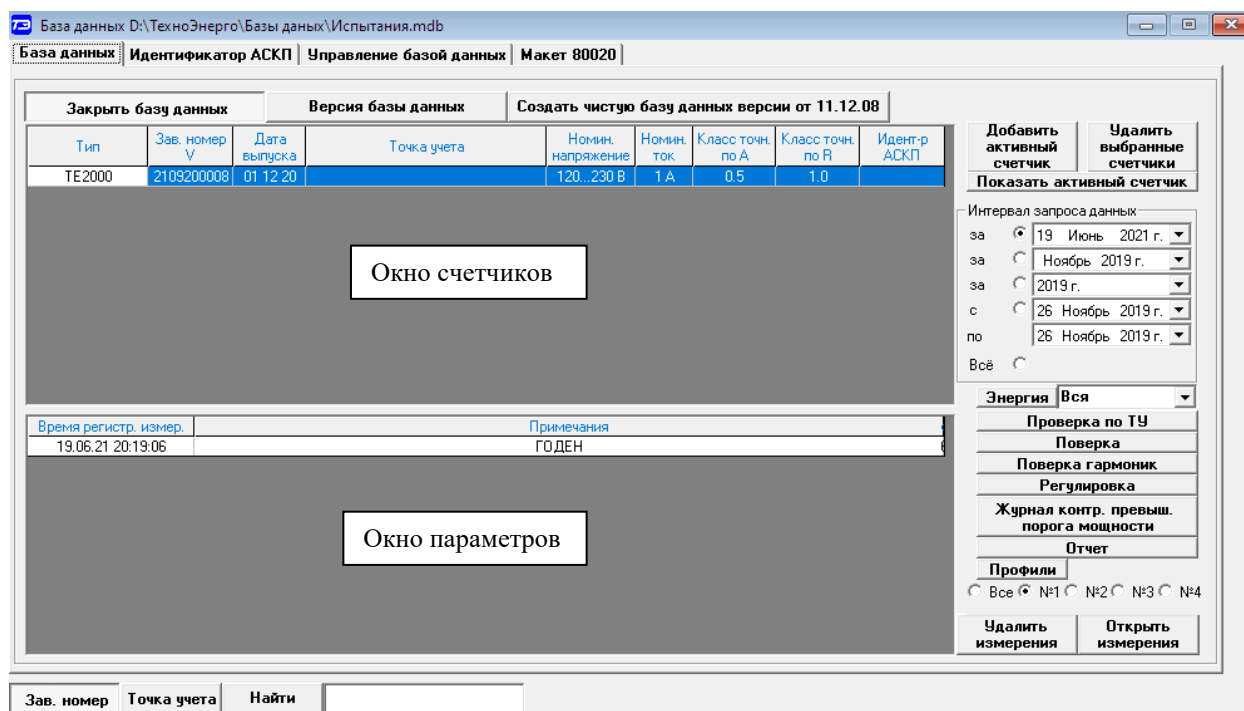 ТЭ База данных D:\ТехноЭнерго\Базы даных\Испытания.mdb
База данных Идентификатор АСКП Управление базой данных Макет 80020
Закрыть базу данных Версия базы данных Создать чистую базу данных версии от 11.12.08
Тип Зав. номер V Дата выпуска Точка учета Номин. напряжение Номин. ток Класс точн. по A Класс точн. по R Идент-р АСКП
TE2000 2109200008 01 12 20 120...230 В 1 А 0.5 1.0
Окно счетчиков
Время регистр. измер. Примечания
19.06.21 20:19:06 ГОДЕН
Окно параметров
Добавить активный счетчик Удалить выбранные счетчики
Показать активный счетчик
Интервал запроса данных
за 19 Июнь 2021 г.
за Ноябрь 2019 г.
за 2019 г.
с 26 Ноябрь 2019 г.
по 26 Ноябрь 2019 г.
Всё
Энергия Вся
Проверка по ТУ
Поверка
Поверка гармоник
Регулировка
Журнал контр. превыш.
порога мощности
Отчет
Профили
Все №1 №2 №3 №4
Удалить измерения Открыть измерения
Зав. номер Точка учета Найти